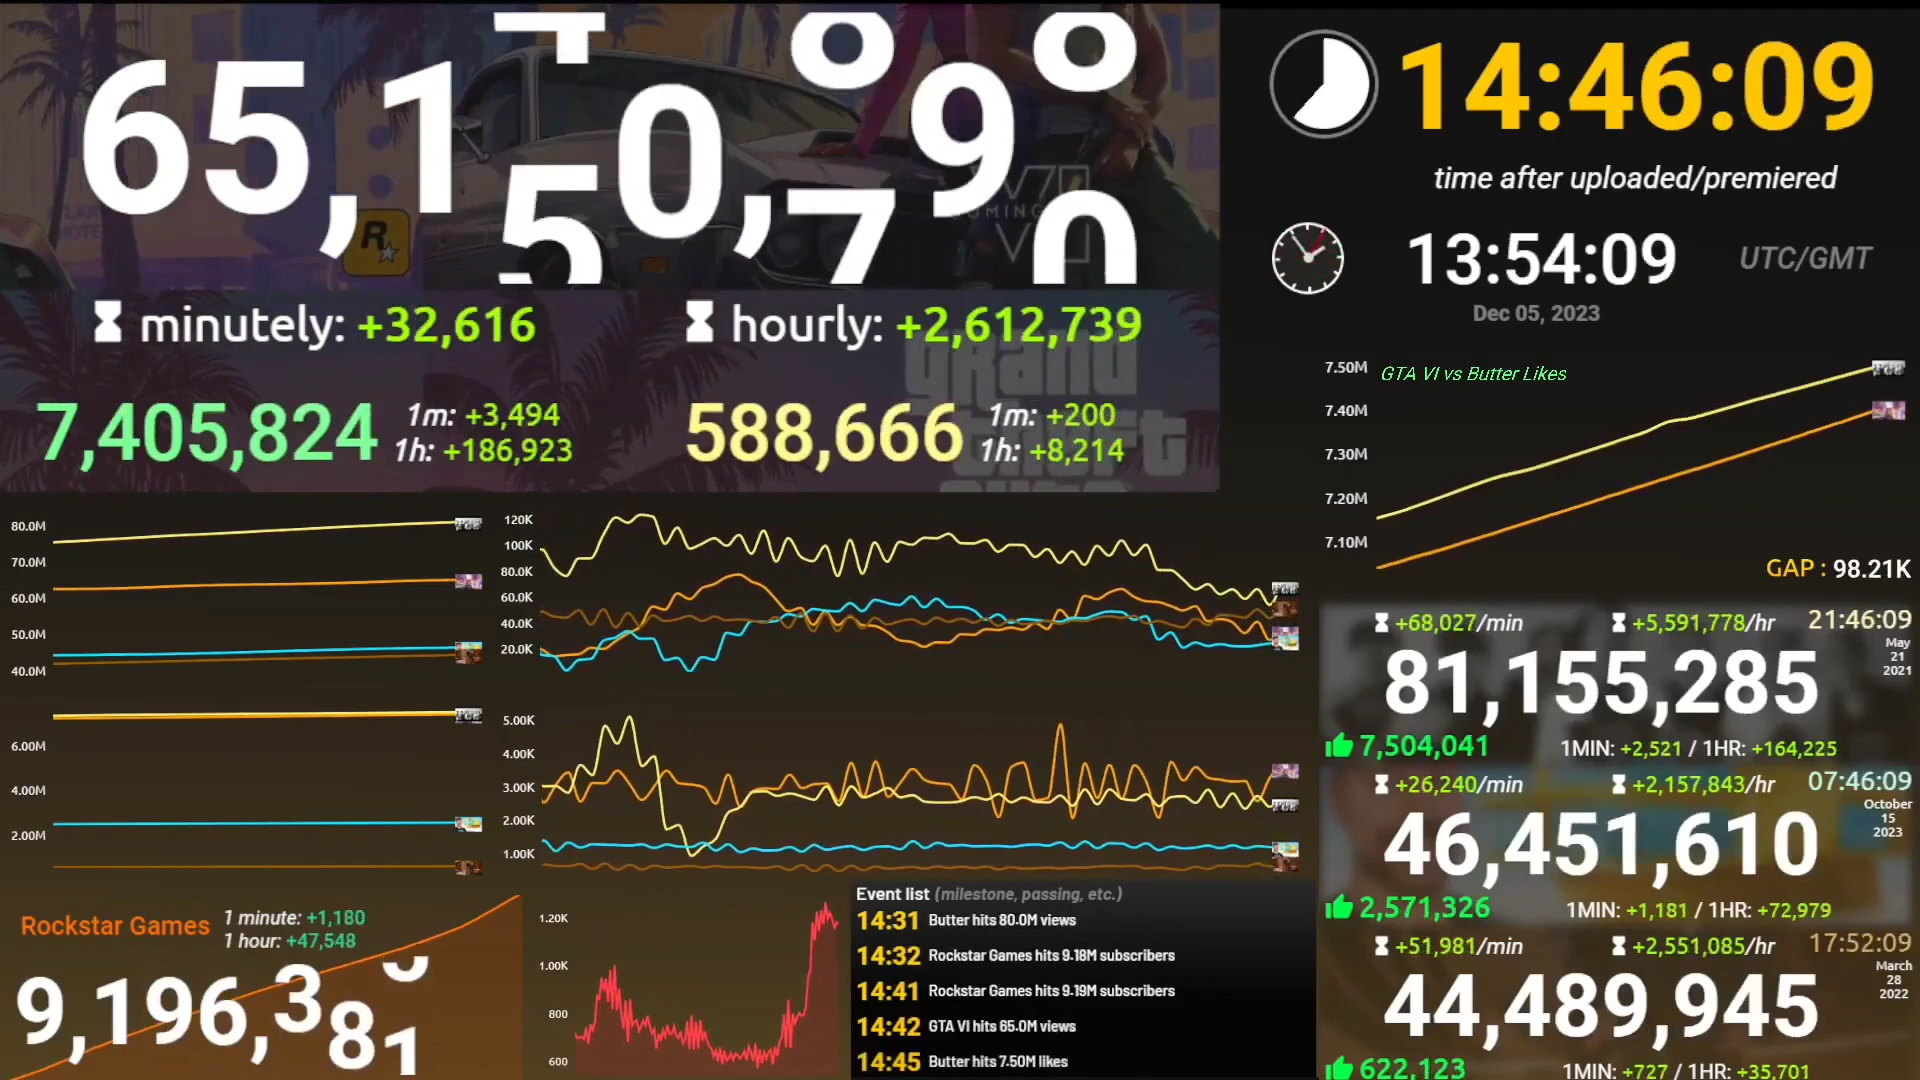 65,150,790
minutely: +32,616
hourly: +2,612,739
7,405,824
1m: +3,494
1h: +186,923
588,666
1m: +200
1h: +8,214
14:46:09
time after uploaded/premiered
13:54:09
UTC/GMT
Dec 05, 2023
GTA VI vs Butter Likes
7.50M
7.40M
7.30M
7.20M
7.10M
GAP : 98.21K
80.0M
70.0M
60.0M
50.0M
40.0M
120K
100K
80.0K
60.0K
40.0K
20.0K
6.00M
4.00M
2.00M
5.00K
4.00K
3.00K
2.00K
1.00K
+68,027/min
+5,591,778/hr
21:46:09
May
21
2021
81,155,285
7,504,041
1MIN: +2,521 / 1HR: +164,225
+26,240/min
+2,157,843/hr
07:46:09
October
15
2023
46,451,610
2,571,326
1MIN: +1,181 / 1HR: +72,979
+51,981/min
+2,551,085/hr
17:52:09
March
28
2022
44,489,945
622,123
1MIN: +727 / 1HR: +35,701
Rockstar Games
1 minute: +1,180
1 hour: +47,548
9,196,381
1.20K
1.00K
800
600
Event list (milestone, passing, etc.)
14:31 Butter hits 80.0M views
14:32 Rockstar Games hits 9.18M subscribers
14:41 Rockstar Games hits 9.19M subscribers
14:42 GTA VI hits 65.0M views
14:45 Butter hits 7.50M likes